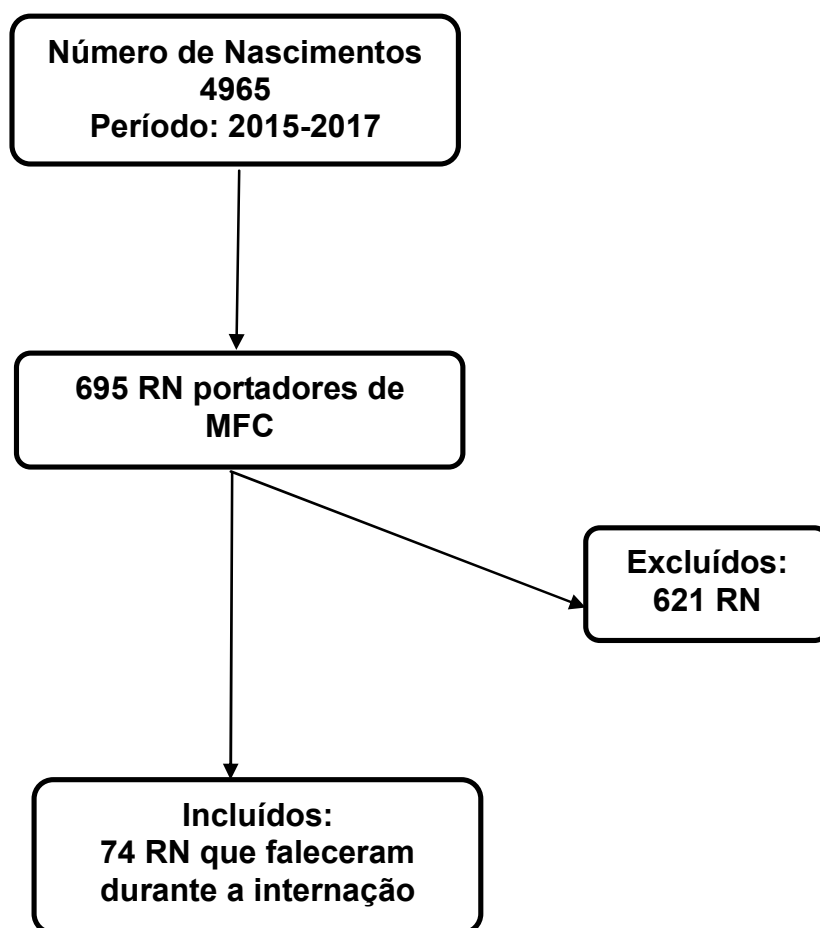 Número de Nascimentos
4965
Período: 2015-2017
695 RN portadores de
MFC
Excluídos:
621 RN
Incluídos:
74 RN que faleceram
durante a internação